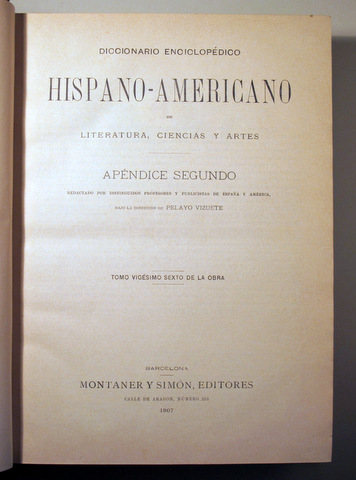 DICCIONARIO ENCICLOPÉDICO
HISPANO-AMERICANO
DE
LITERATURA, CIENCIAS Y ARTES
APÉNDICE SEGUNDO
REDACTADO POR DISTINGUIDOS PROFESORES Y PUBLICISTAS DE ESPAÑA Y AMÉRICA,
BAJO LA DIRECCIÓN DE PELAYO VIZUETE
TOMO VIGÉSIMO SEXTO DE LA OBRA
BARCELONA
MONTANER Y SIMÓN, EDITORES
CALLE DE ARAGÓN, NÚMERO
1907